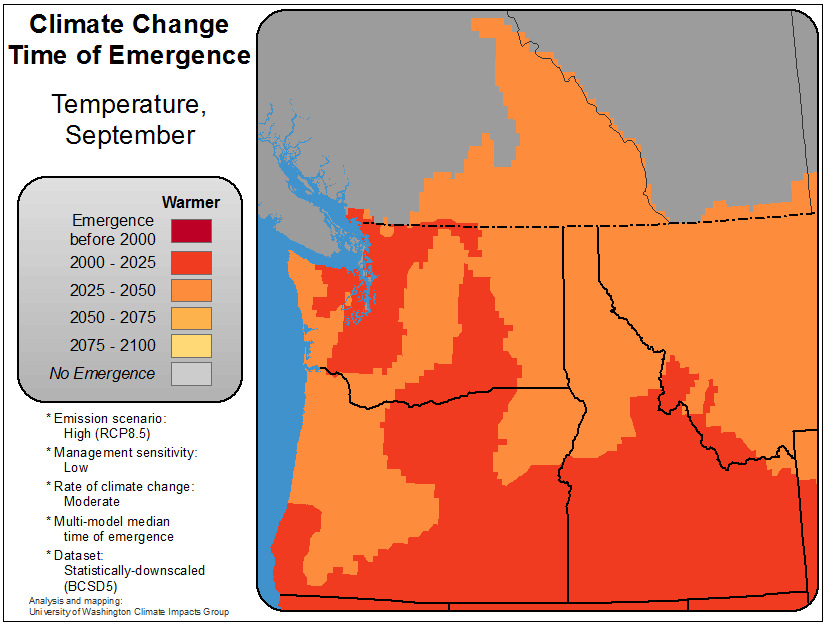 Climate Change
Time of Emergence
Temperature,
September
Warmer
Emergence
before 2000
2000 - 2025
2025 - 2050
2050 - 2075
2075 - 2100
No Emergence
* Emission scenario:
High (RCP8.5)
* Management sensitivity:
Low
* Rate of climate change:
Moderate
* Multi-model median
time of emergence
* Dataset:
Statistically-downscaled
(BCSD5)
Analysis and mapping:
University of Washington Climate Impacts Group